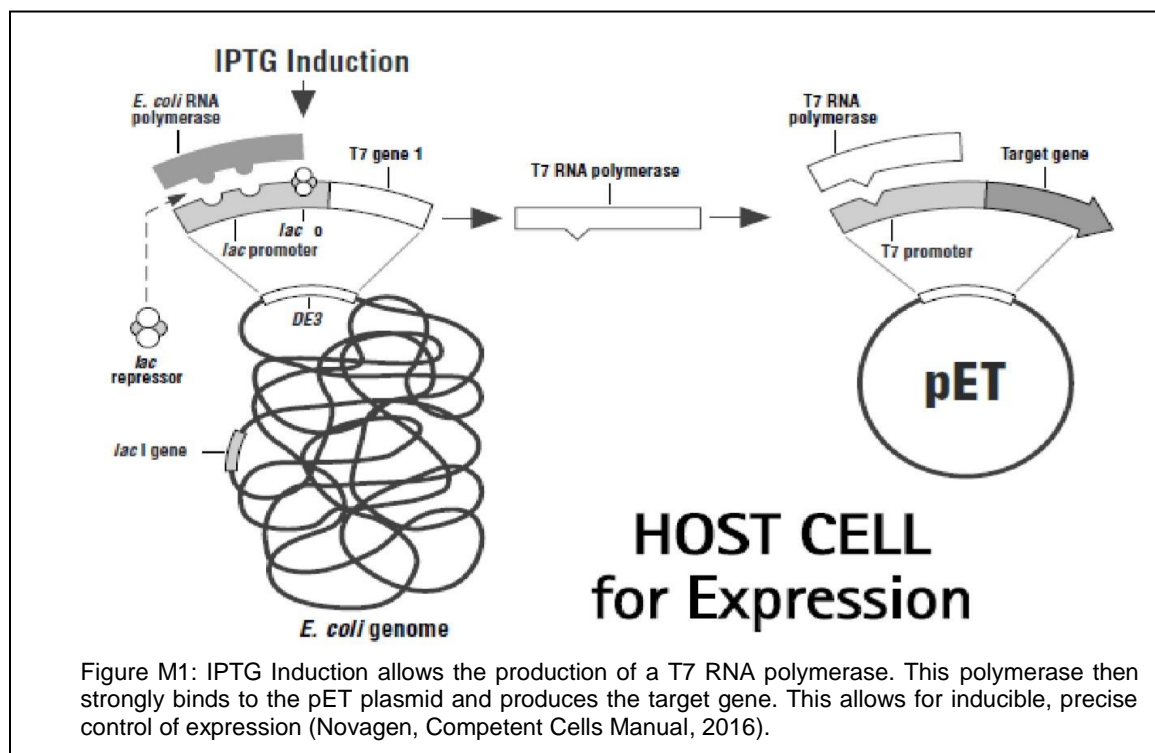 IPTG Induction
E. coli RNA
polymerase
T7 gene 1
lac o
lac promoter
DE3
lac
repressor
lac I gene
E. coli genome
T7 RNA polymerase
T7 RNA
polymerase
Target gene
T7 promoter
pET
HOST CELL
for Expression
Figure M1: IPTG Induction allows the production of a T7 RNA polymerase. This polymerase then
strongly binds to the pET plasmid and produces the target gene. This allows for inducible, precise
control of expression (Novagen, Competent Cells Manual, 2016).